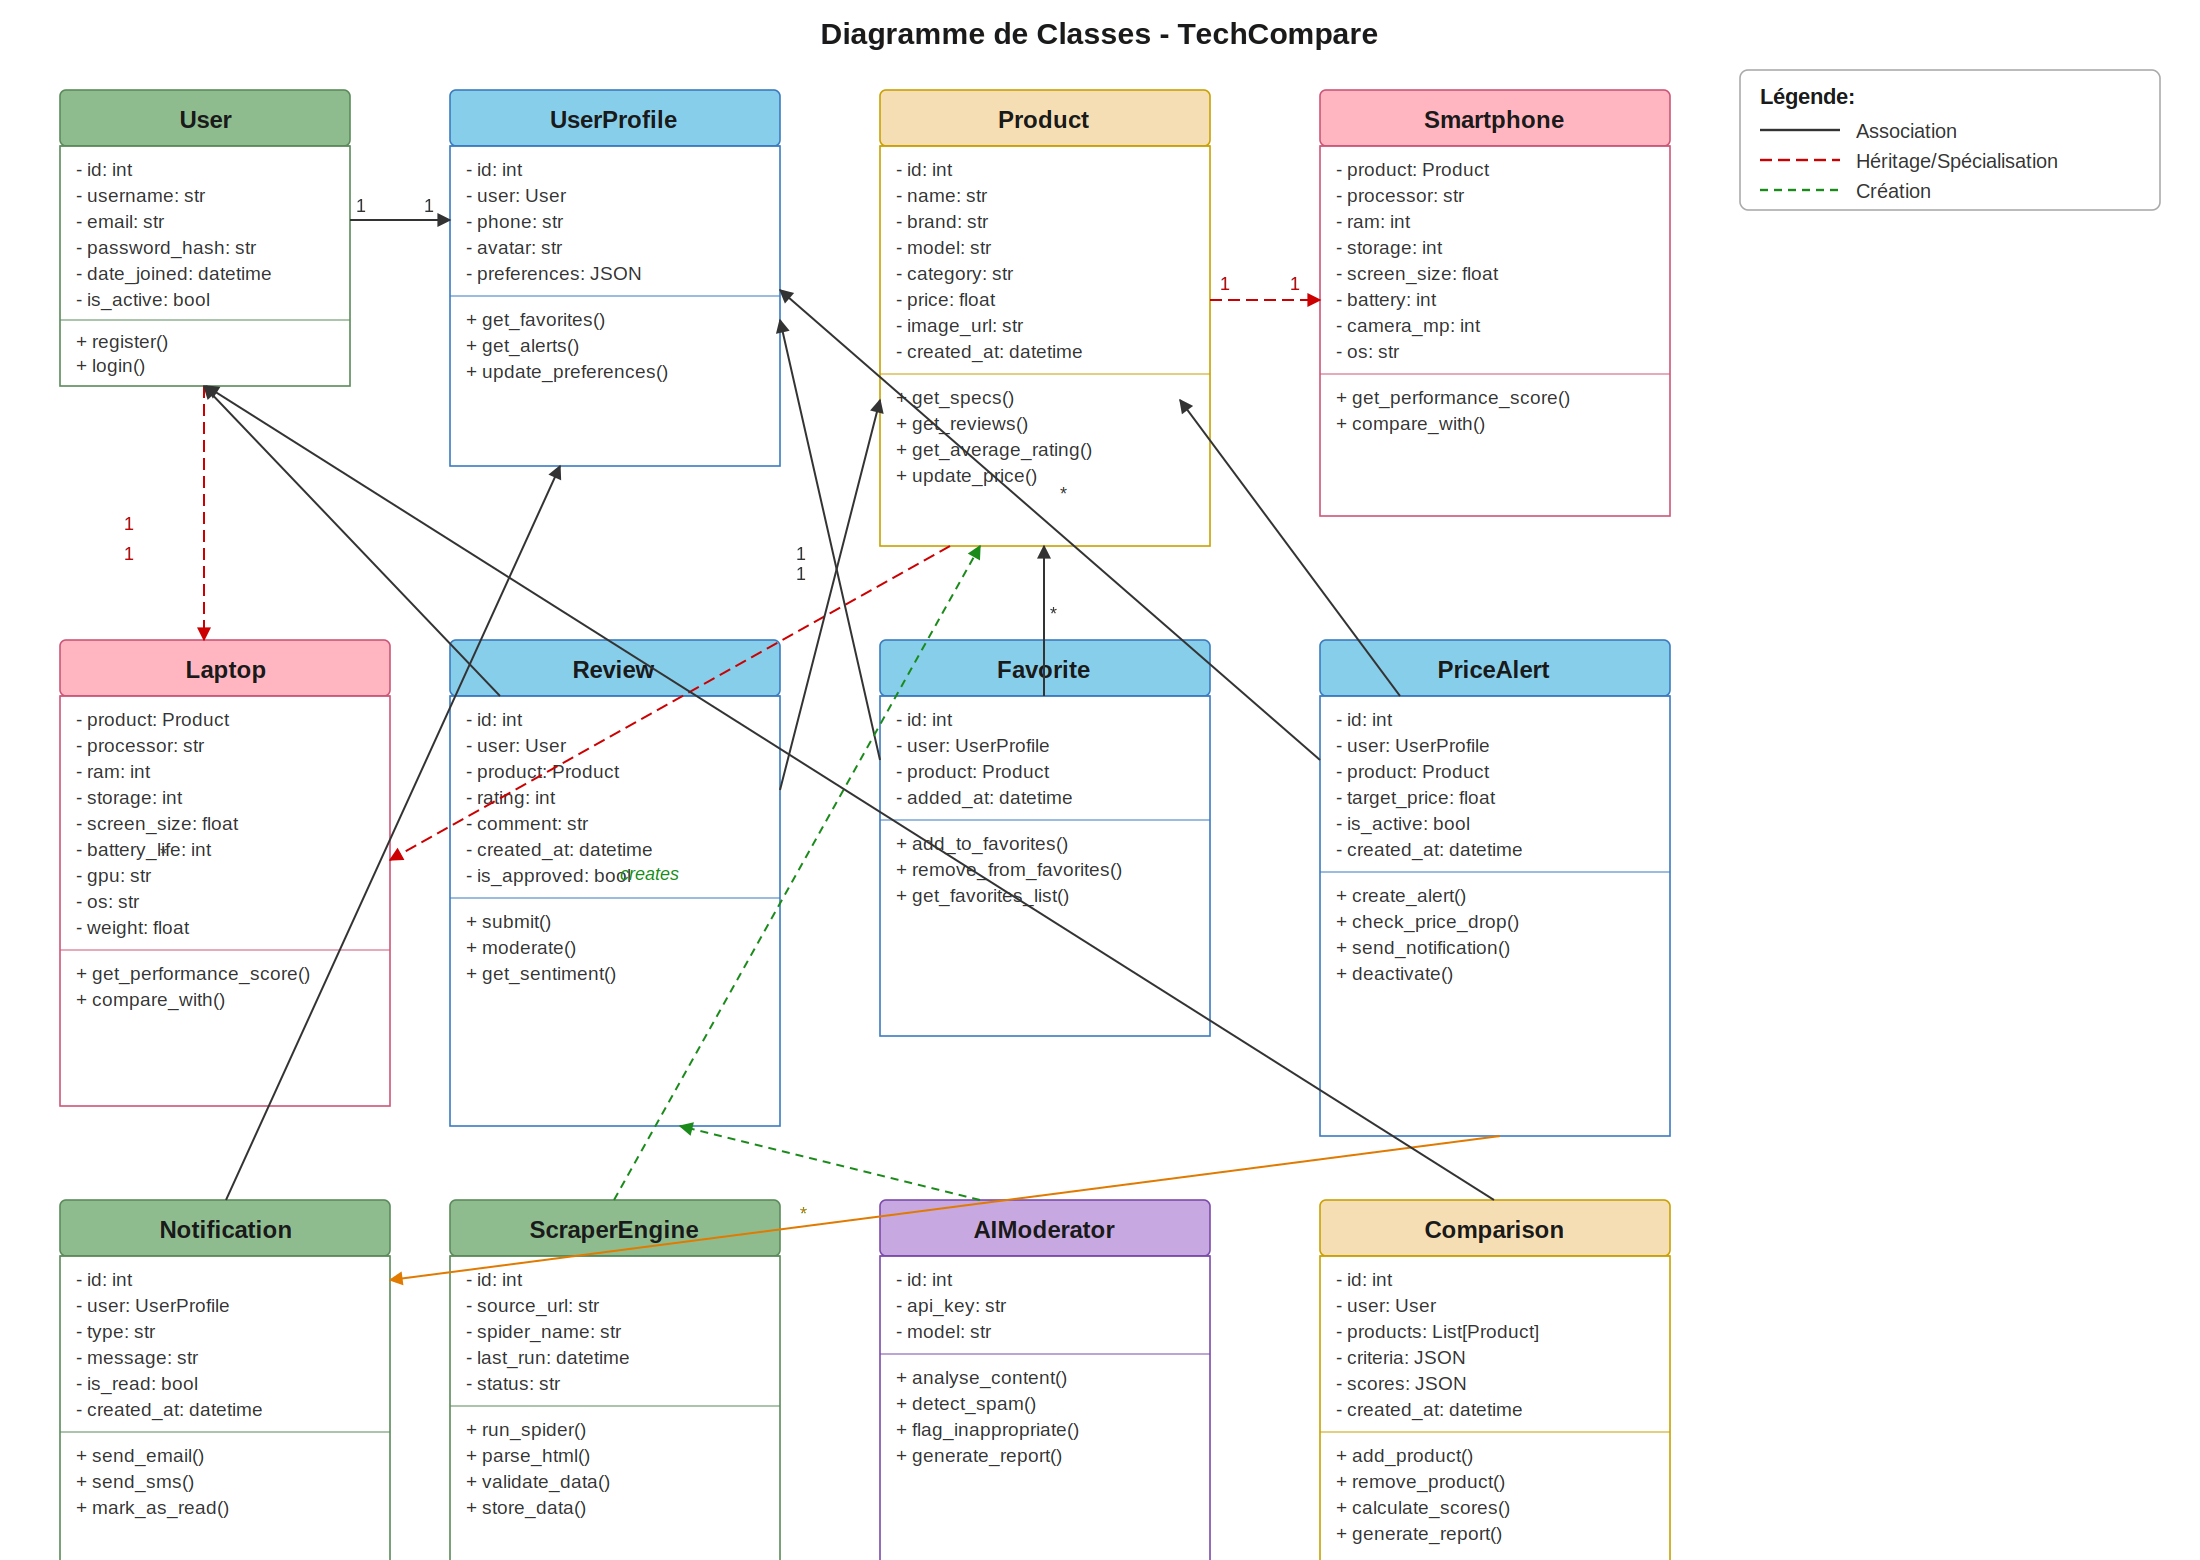 Diagramme de Classes - TechCompare
Légende:
Association
Héritage/Spécialisation
Création
User
- id: int
- username: str
- email: str
- password_hash: str
- date_joined: datetime
- is_active: bool
+ register()
+ login()
1
1
UserProfile
- id: int
- user: User
- phone: str
- avatar: str
- preferences: JSON
+ get_favorites()
+ get_alerts()
+ update_preferences()
Product
- id: int
- name: str
- brand: str
- model: str
- category: str
- price: float
- image_url: str
- created_at: datetime
+ get_specs()
+ get_reviews()
+ get_average_rating()
+ update_price()
*
1
1
Smartphone
- product: Product
- processor: str
- ram: int
- storage: int
- screen_size: float
- battery: int
- camera_mp: int
- os: str
+ get_performance_score()
+ compare_with()
1
1
1
1
*
Laptop
- product: Product
- processor: str
- ram: int
- storage: int
- screen_size: float
- battery_life: int
*
- gpu: str
- os: str
- weight: float
+ get_performance_score()
+ compare_with()
Review
- id: int
- user: User
- product: Product
- rating: int
- comment: str
- created_at: datetime
- is_approved: bool
creates
+ submit()
+ moderate()
+ get_sentiment()
Favorite
- id: int
- user: UserProfile
- product: Product
- added_at: datetime
+ add_to_favorites()
+ remove_from_favorites()
+ get_favorites_list()
PriceAlert
- id: int
- user: UserProfile
- product: Product
- target_price: float
- is_active: bool
- created_at: datetime
+ create_alert()
+ check_price_drop()
+ send_notification()
+ deactivate()
Notification
- id: int
- user: UserProfile
- type: str
- message: str
- is_read: bool
- created_at: datetime
+ send_email()
+ send_sms()
+ mark_as_read()
ScraperEngine
- id: int
- source_url: str
- spider_name: str
- last_run: datetime
- status: str
+ run_spider()
+ parse_html()
+ validate_data()
+ store_data()
*
AIModerator
- id: int
- api_key: str
- model: str
+ analyse_content()
+ detect_spam()
+ flag_inappropriate()
+ generate_report()
Comparison
- id: int
- user: User
- products: List[Product]
- criteria: JSON
- scores: JSON
- created_at: datetime
+ add_product()
+ remove_product()
+ calculate_scores()
+ generate_report()